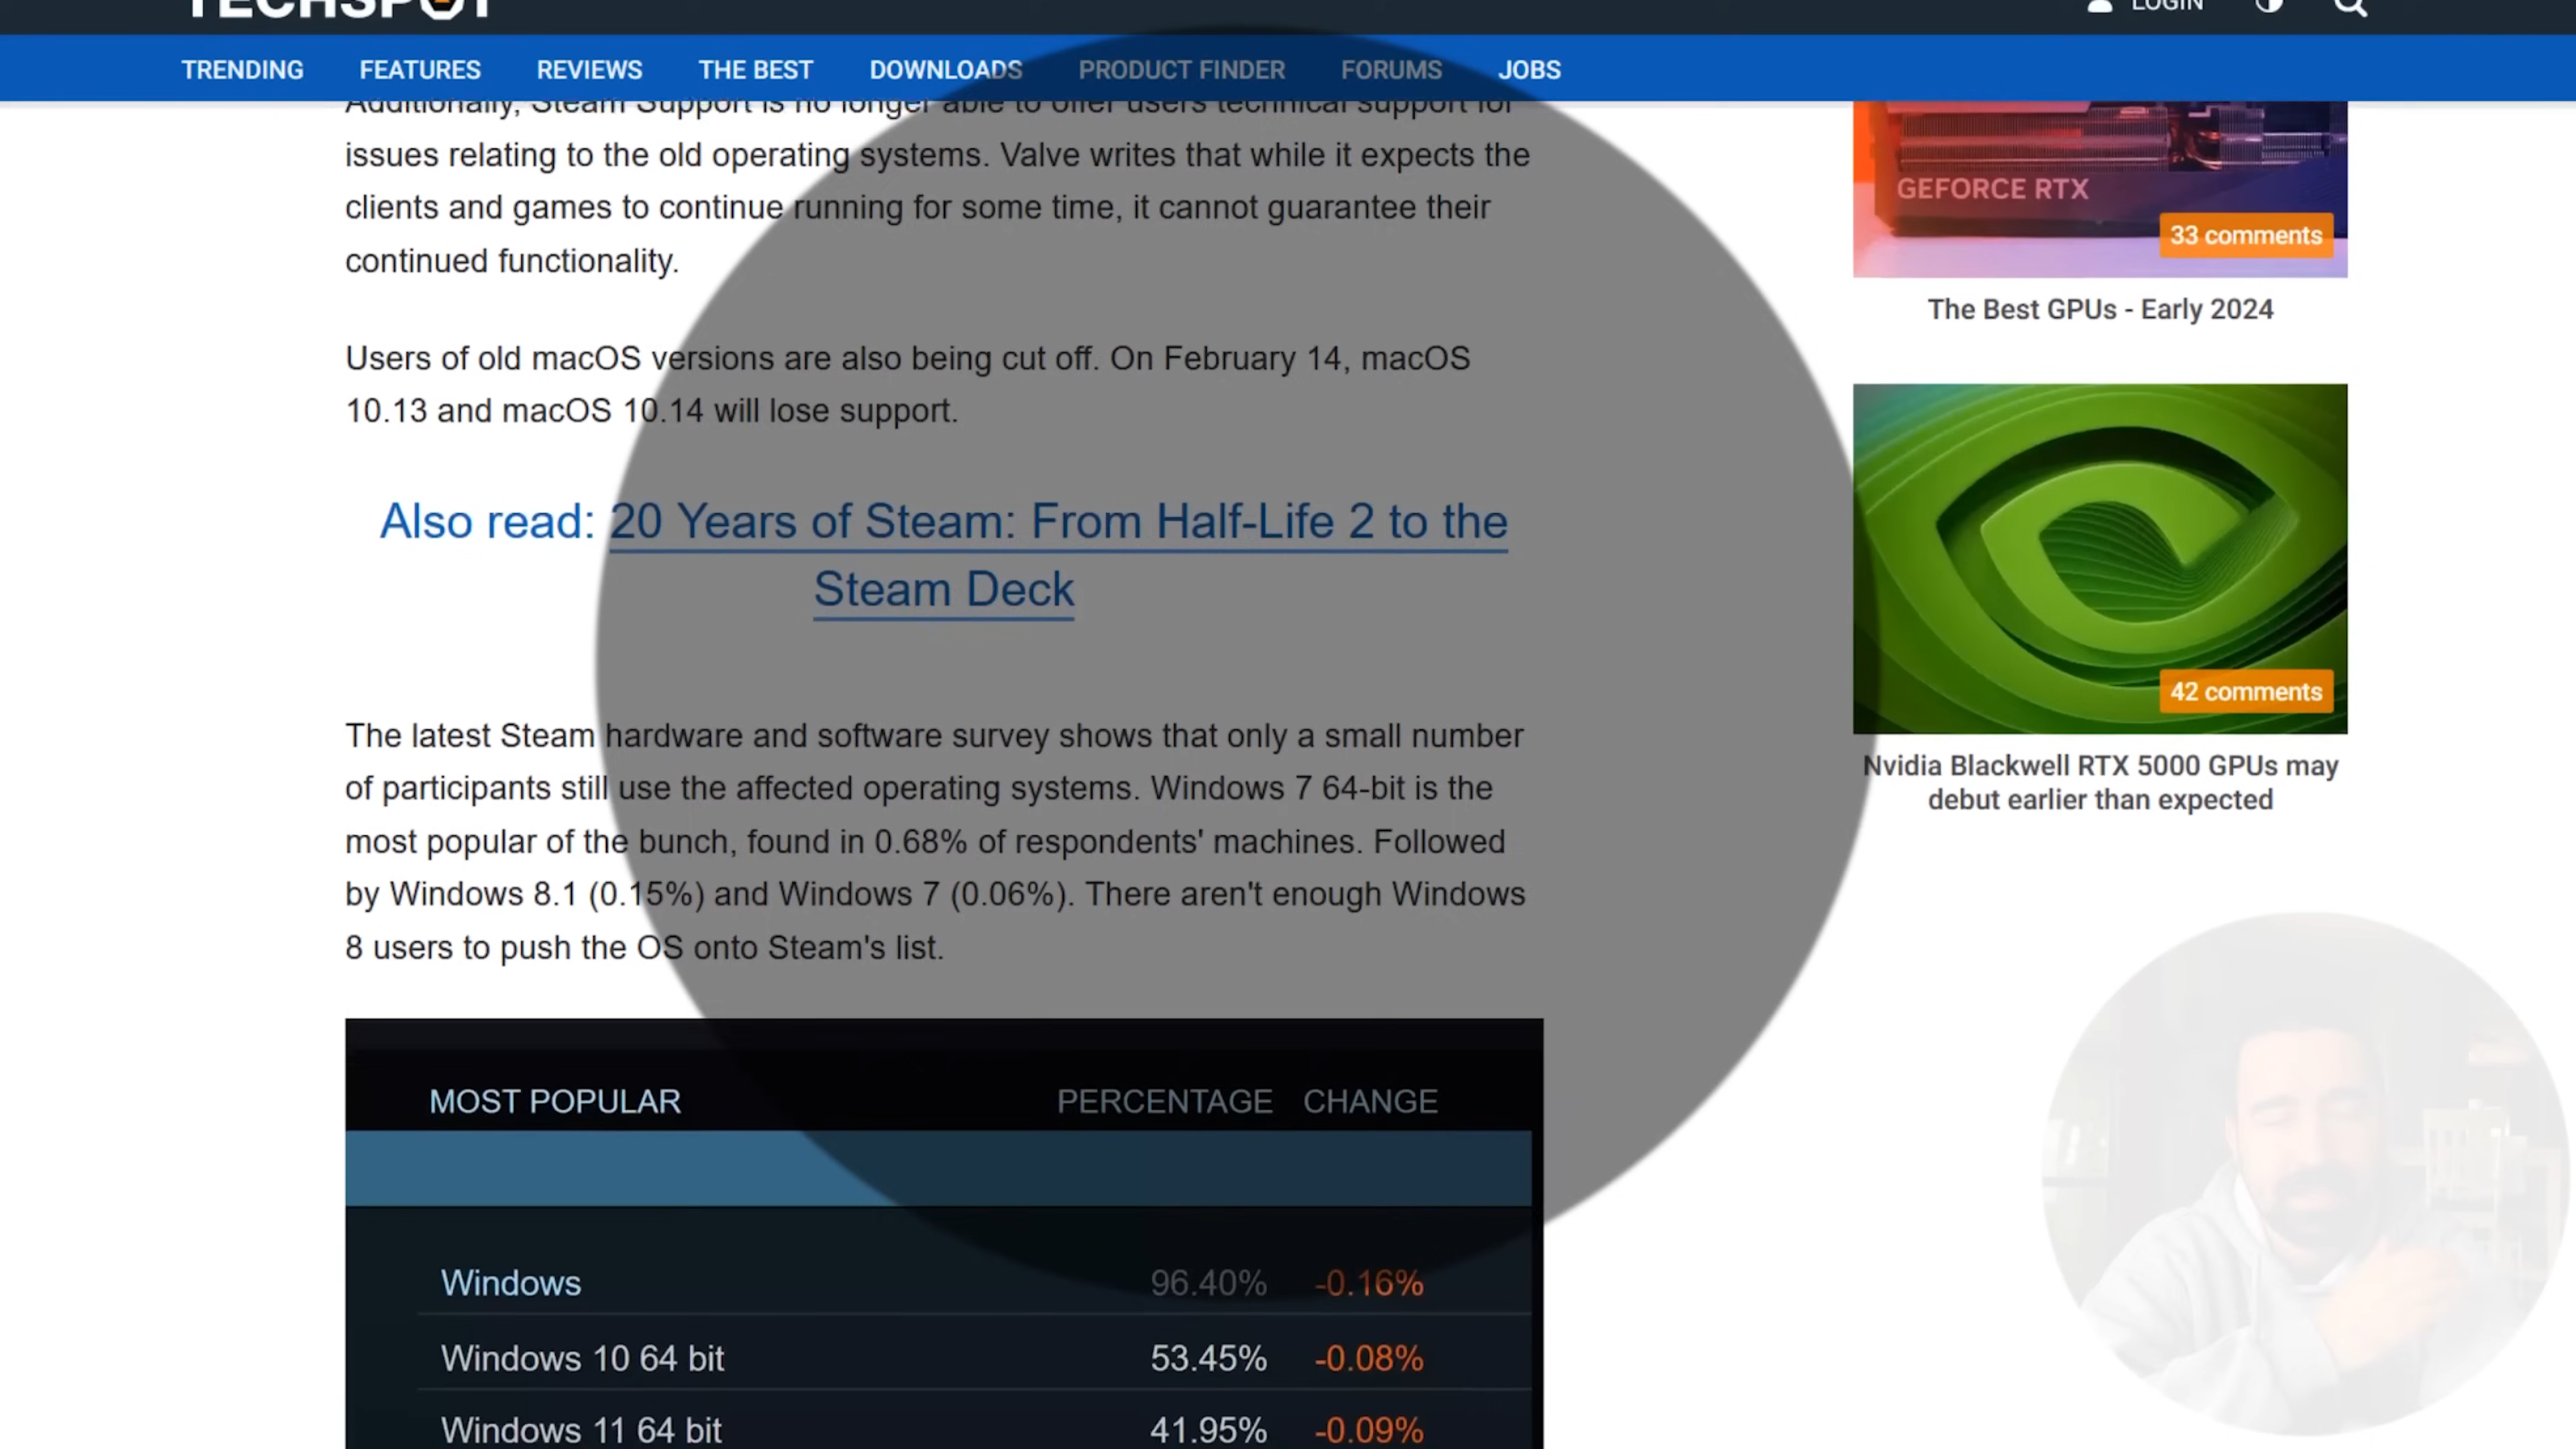 TECHSPOT
LOGIN
TRENDING FEATURES REVIEWS THE BEST DOWNLOADS PRODUCT FINDER FORUMS JOBS
Additionally, Steam Support is no longer able to offer users technical support for
issues relating to the old operating systems. Valve writes that while it expects the
clients and games to continue running for some time, it cannot guarantee their
continued functionality.
Users of old macOS versions are also being cut off. On February 14, macOS
10.13 and macOS 10.14 will lose support.
Also read: 20 Years of Steam: From Half-Life 2 to the
Steam Deck
The latest Steam hardware and software survey shows that only a small number
of participants still use the affected operating systems. Windows 7 64-bit is the
most popular of the bunch, found in 0.68% of respondents' machines. Followed
by Windows 8.1 (0.15%) and Windows 7 (0.06%). There aren't enough Windows
8 users to push the OS onto Steam's list.
MOST POPULAR PERCENTAGE CHANGE
Windows 96.40% -0.16%
Windows 10 64 bit 53.45% -0.08%
Windows 11 64 bit 41.95% -0.09%
GEFORCE RTX
33 comments
The Best GPUs - Early 2024
42 comments
Nvidia Blackwell RTX 5000 GPUs may
debut earlier than expected